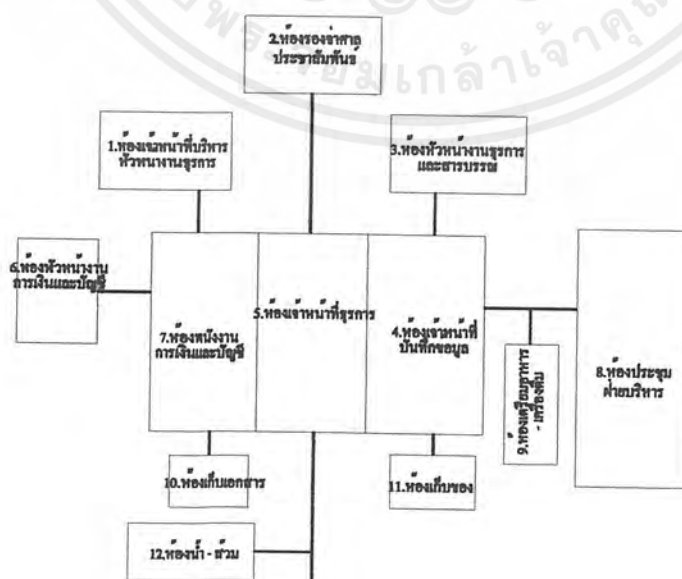 2.ห้องรองจ่าศาล
ประชาสัมพันธ์
1.ห้องเจ้าหน้าที่บริหาร
หัวหน้างานธุรการ
3.ห้องหัวหน้างานธุรการ
และสารบรรณ
6.ห้องหัวหน้างาน
การเงินและบัญชี
5.ห้องเจ้าหน้าที่ธุรการ
7.ห้องพนังงาน
การเงินและบัญชี
4.ห้องเจ้าหน้าที่
บันทึกขอมูล
8.ห้องประชุม
ฝ่ายบริหาร
9.ห้องเตรียมอาหาร
- เครื่องดื่ม
10.ห้องเก็บเอกสาร
11.ห้องเก็บของ
12.ห้องน้ำ - ส้วม